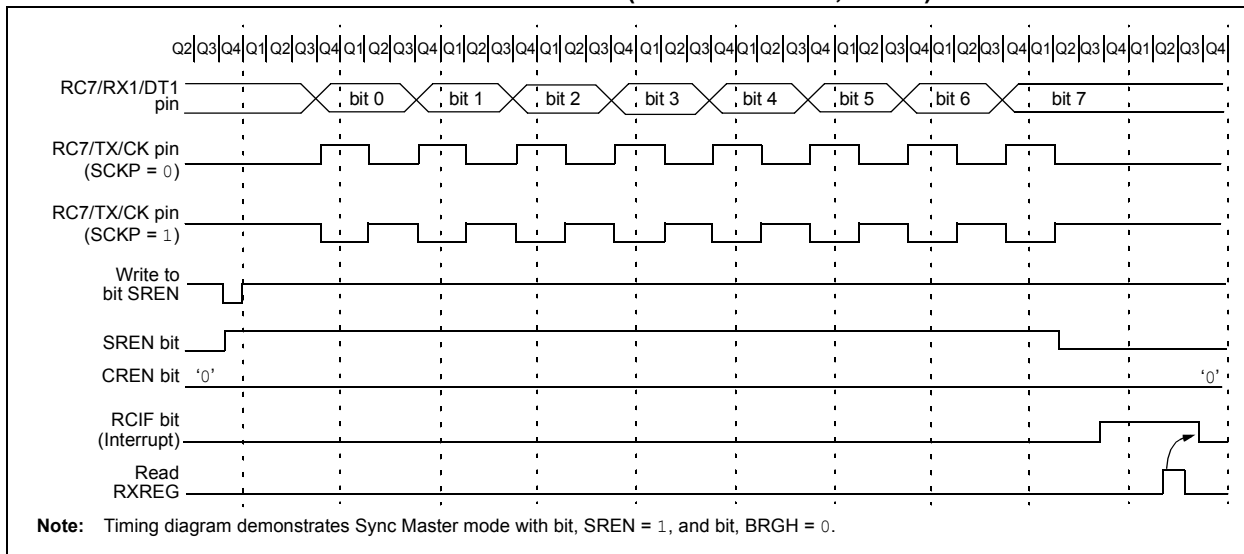 Q2 Q3 Q4 Q1 Q2 Q3 Q4 Q1 Q2 Q3 Q4 Q1 Q2 Q3 Q4 Q1 Q2 Q3 Q4 Q1 Q2 Q3 Q4 Q1 Q2 Q3 Q4 Q1 Q2 Q3 Q4 Q1 Q2 Q3 Q4 Q1 Q2 Q3 Q4 Q1 Q2 Q3 Q4
RC7/RX1/DT1
pin
bit 0 bit 1 bit 2 bit 3 bit 4 bit 5 bit 6 bit 7
RC7/TX/CK pin
(SCKP = 0)
RC7/TX/CK pin
(SCKP = 1)
Write to
bit SREN
SREN bit
CREN bit ‘0’ ‘0’
RCIF bit
(Interrupt)
Read
RXREG
Note: Timing diagram demonstrates Sync Master mode with bit, SREN = 1, and bit, BRGH = 0.